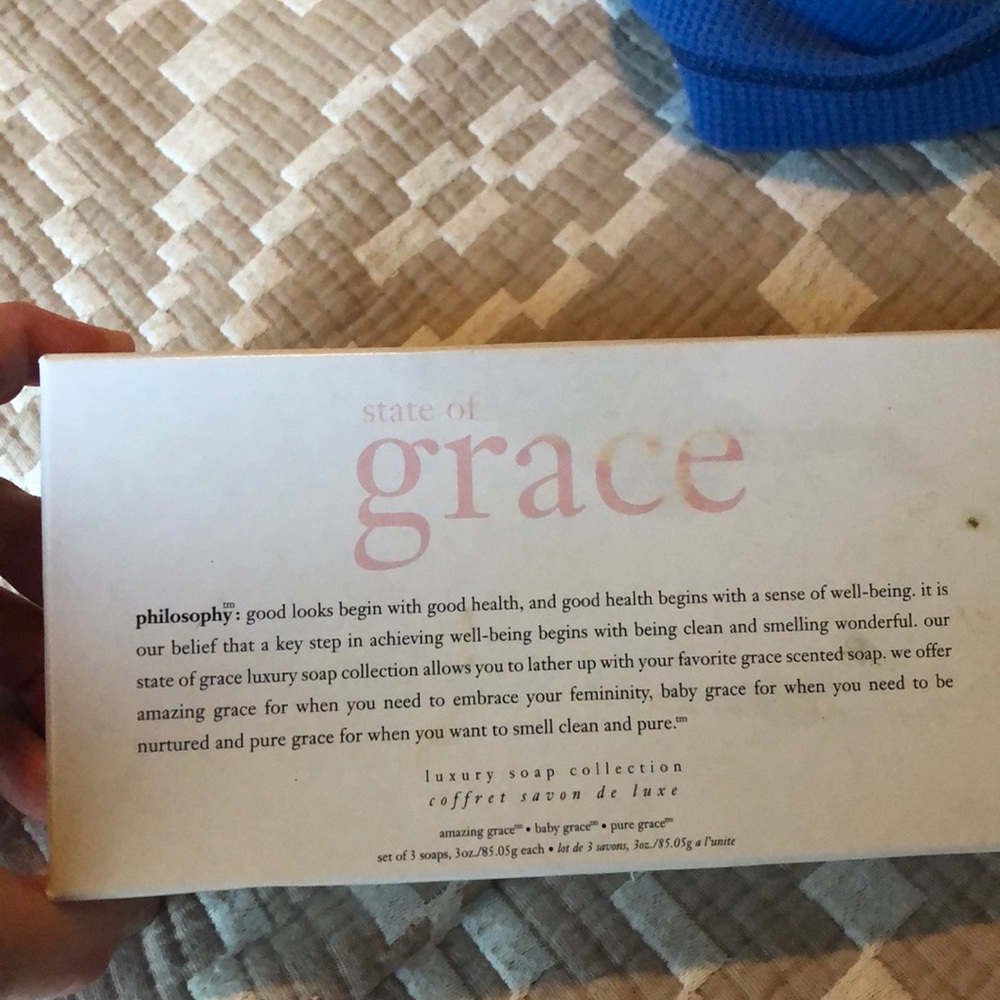 state of
grace
philosophy™: good looks begin with good health, and good health begins with a sense of well-being. it is
our belief that a key step in achieving well-being begins with being clean and smelling wonderful. our
state of grace luxury soap collection allows you to lather up with your favorite grace scented soap. we offer
amazing grace for when you need to embrace your femininity, baby grace for when you need to be
nurtured and pure grace for when you want to smell clean and pure.™
luxury soap collection
coffret savon de luxe
amazing grace™ • baby grace™ • pure grace™
set of 3 soaps, 3oz./85.05g each • lot de 3 savons, 3oz./85.05g a l'unite